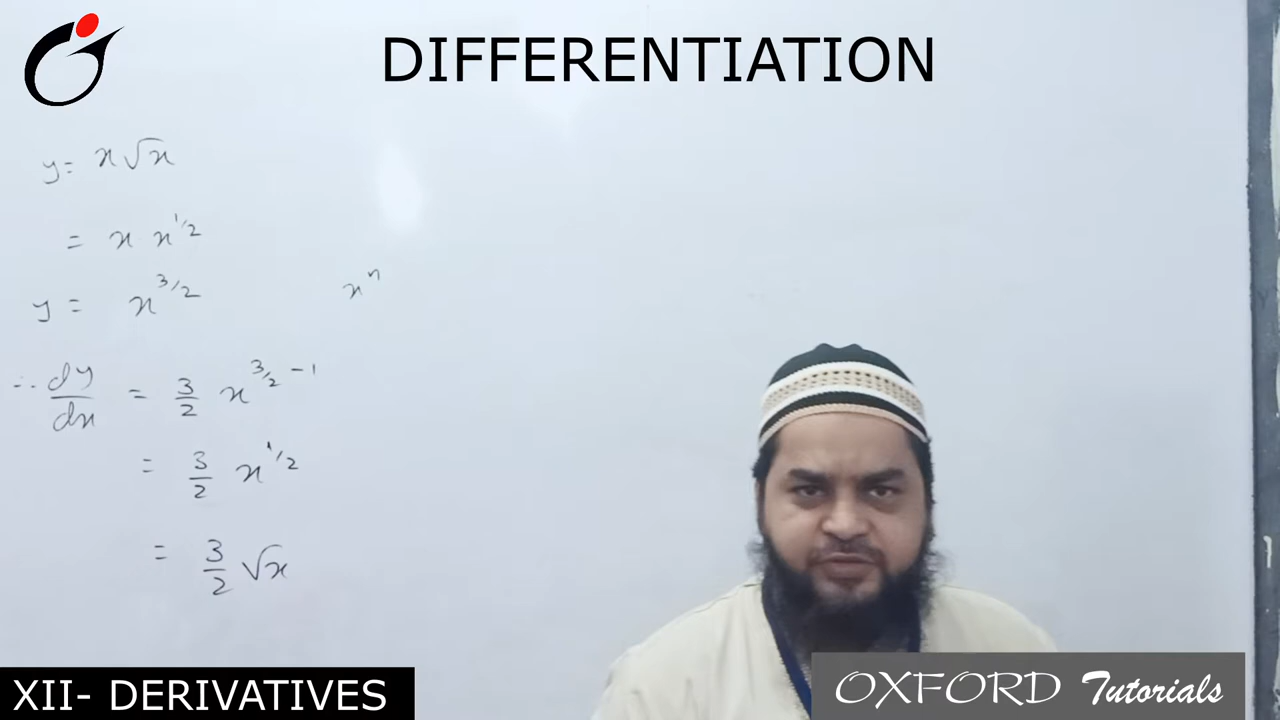 DIFFERENTIATION
y = x√x
= x x^1/2
y = x^3/2
x^n
∴ dy/dx = 3/2 x^3/2 -1
= 3/2 x^1/2
= 3/2 √x
XII- DERIVATIVES
OXFORD Tutorials